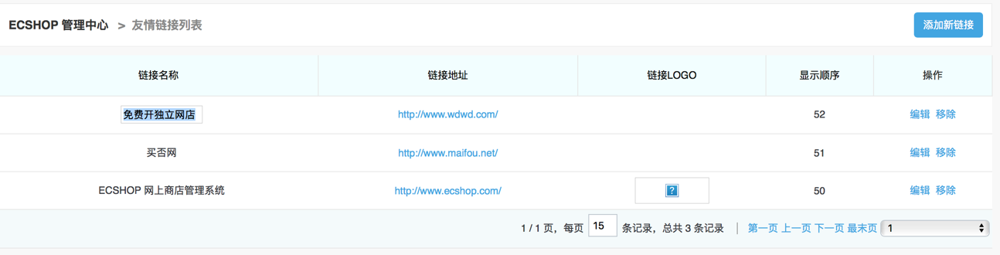 ECSHOP 管理中心 > 友情链接列表 添加新链接
链接名称 链接地址 链接LOGO 显示顺序 操作
免费开独立网店 http://www.wdwd.com/ 52 编辑 移除
买否网 http://www.maifou.net/ 51 编辑 移除
ECSHOP 网上商店管理系统 http://www.ecshop.com/ ? 50 编辑 移除
1 / 1 页，每页 15 条记录，总共 3 条记录 | 第一页 上一页 下一页 最末页 1